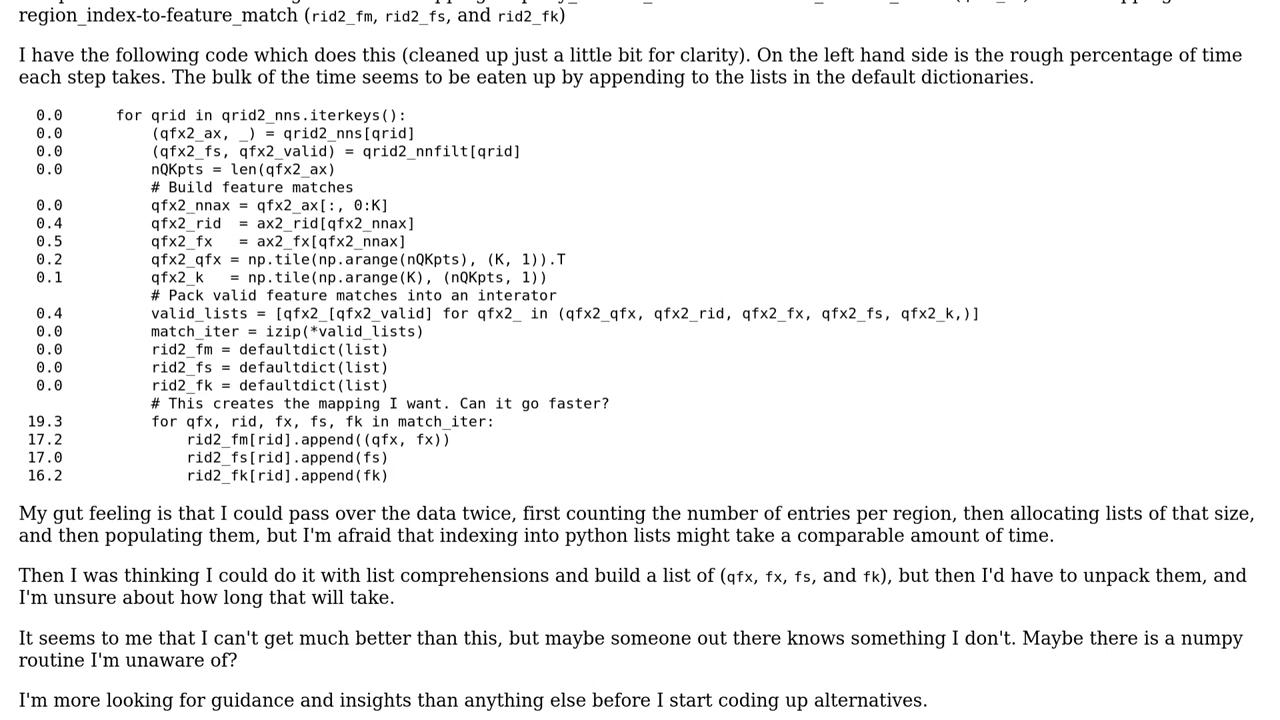 region_index-to-feature_match (rid2_fm, rid2_fs, and rid2_fk)
I have the following code which does this (cleaned up just a little bit for clarity). On the left hand side is the rough percentage of time
each step takes. The bulk of the time seems to be eaten up by appending to the lists in the default dictionaries.
0.0 for qrid in qrid2_nns.iterkeys():
0.0 (qfx2_ax, _) = qrid2_nns[qrid]
0.0 (qfx2_fs, qfx2_valid) = qrid2_nnfilt[qrid]
0.0 nQKpts = len(qfx2_ax)
# Build feature matches
0.0 qfx2_nnax = qfx2_ax[:, 0:K]
0.4 qfx2_rid = ax2_rid[qfx2_nnax]
0.5 qfx2_fx = ax2_fx[qfx2_nnax]
0.2 qfx2_qfx = np.tile(np.arange(nQKpts), (K, 1)).T
0.1 qfx2_k = np.tile(np.arange(K), (nQKpts, 1))
# Pack valid feature matches into an interator
0.4 valid_lists = [qfx2_[qfx2_valid] for qfx2_ in (qfx2_qfx, qfx2_rid, qfx2_fx, qfx2_fs, qfx2_k,)]
0.0 match_iter = izip(*valid_lists)
0.0 rid2_fm = defaultdict(list)
0.0 rid2_fs = defaultdict(list)
0.0 rid2_fk = defaultdict(list)
# This creates the mapping I want. Can it go faster?
19.3 for qfx, rid, fx, fs, fk in match_iter:
17.2 rid2_fm[rid].append((qfx, fx))
17.0 rid2_fs[rid].append(fs)
16.2 rid2_fk[rid].append(fk)
My gut feeling is that I could pass over the data twice, first counting the number of entries per region, then allocating lists of that size,
and then populating them, but I'm afraid that indexing into python lists might take a comparable amount of time.
Then I was thinking I could do it with list comprehensions and build a list of (qfx, fx, fs, and fk), but then I'd have to unpack them, and
I'm unsure about how long that will take.
It seems to me that I can't get much better than this, but maybe someone out there knows something I don't. Maybe there is a numpy
routine I'm unaware of?
I'm more looking for guidance and insights than anything else before I start coding up alternatives.